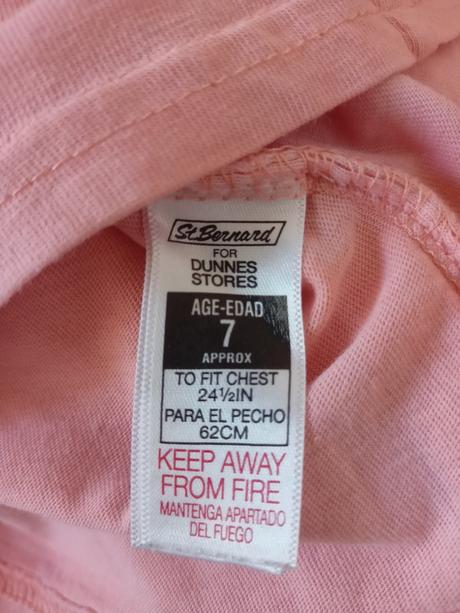 St.Bernard
FOR
DUNNES
STORES
AGE-EDAD
7
APPROX
TO FIT CHEST
24½IN
PARA EL PECHO
62CM
KEEP AWAY
FROM FIRE
MANTENGA APARTADO
DEL FUEGO